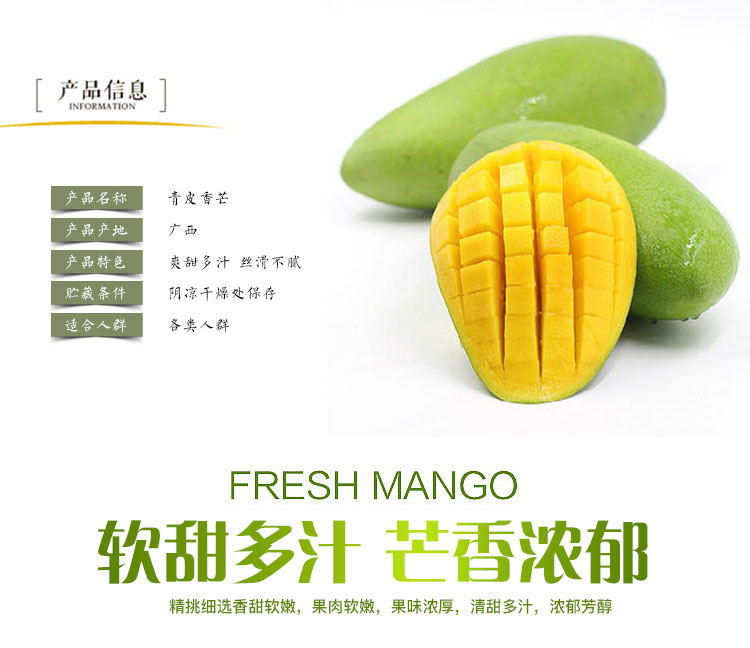 产品信息
INFORMATION
产品名称 青皮香芒
产品产地 广西
产品特色 爽甜多汁 丝滑不腻
贮藏条件 阴凉干燥处保存
适合人群 各类人群
FRESH MANGO
软甜多汁 芒香浓郁
精挑细选香甜软嫩，果肉软嫩，果味浓厚，清甜多汁，浓郁芳醇